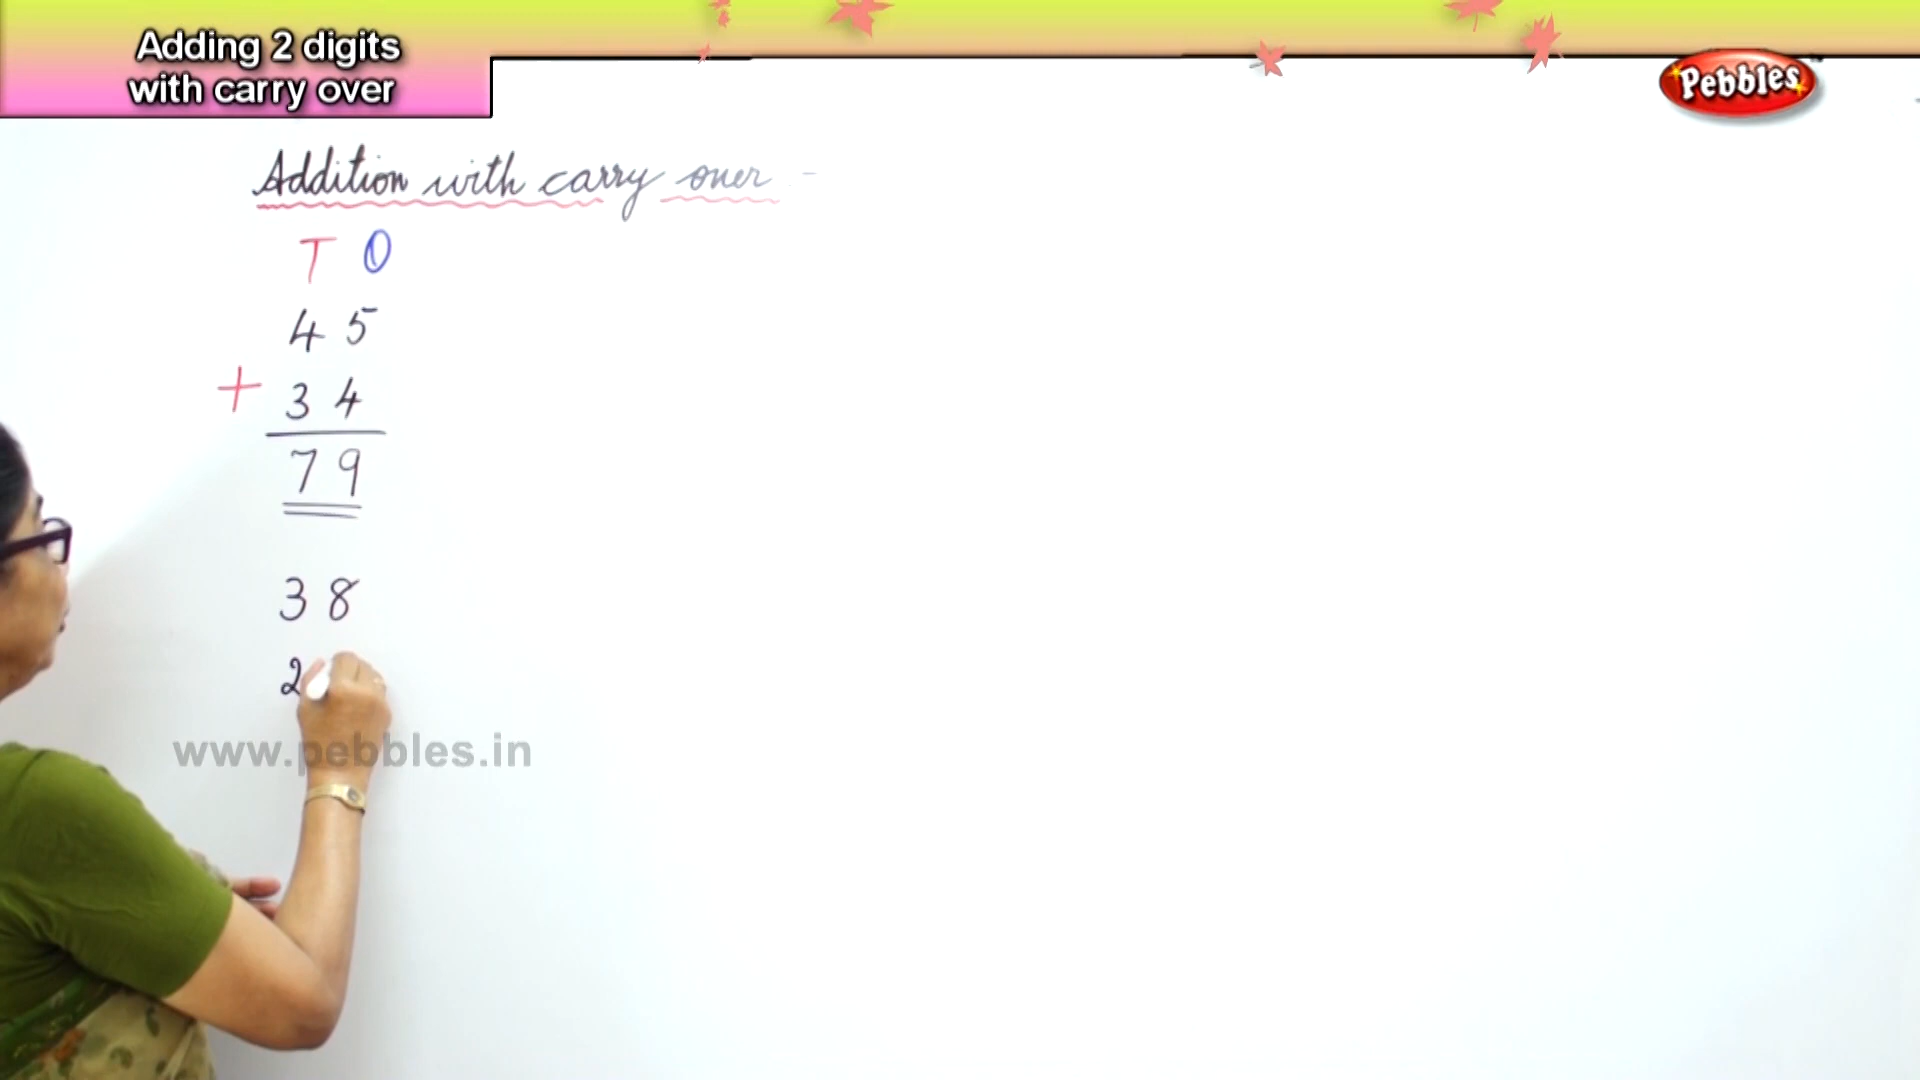 Adding 2 digits
with carry over
Pebbles
Addition with carry over -
T O
4 5
+ 3 4
7 9
3 8
2
www.pebbles.in